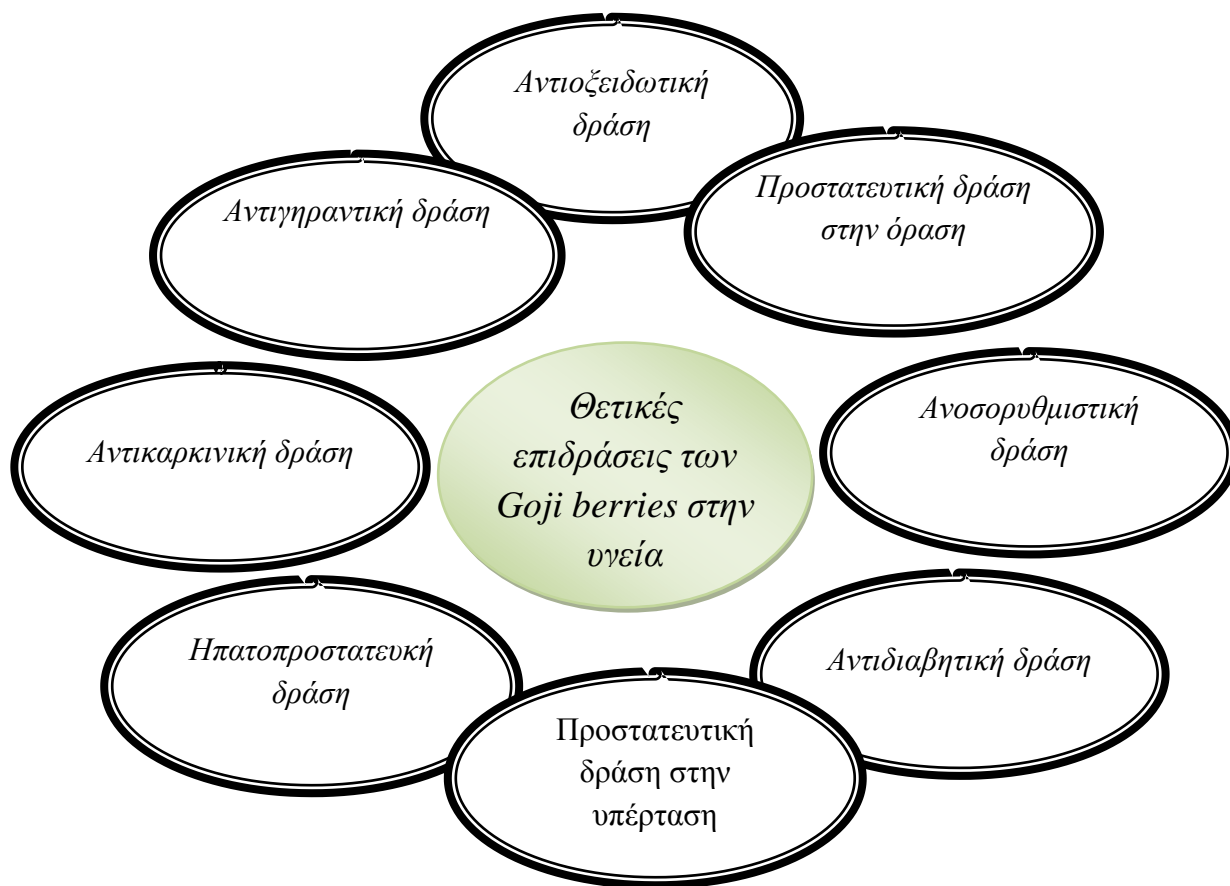 Αντιοξειδωτική
δράση
Προστατευτική δράση
στην όραση
Αντιγηραντική δράση
Θετικές
επιδράσεις των
Goji berries στην
υγεία
Ανοσορυθμιστική
δράση
Αντικαρκινική δράση
Ηπατοπροστατευκή
δράση
Αντιδιαβητική δράση
Προστατευτική
δράση στην
υπέρταση